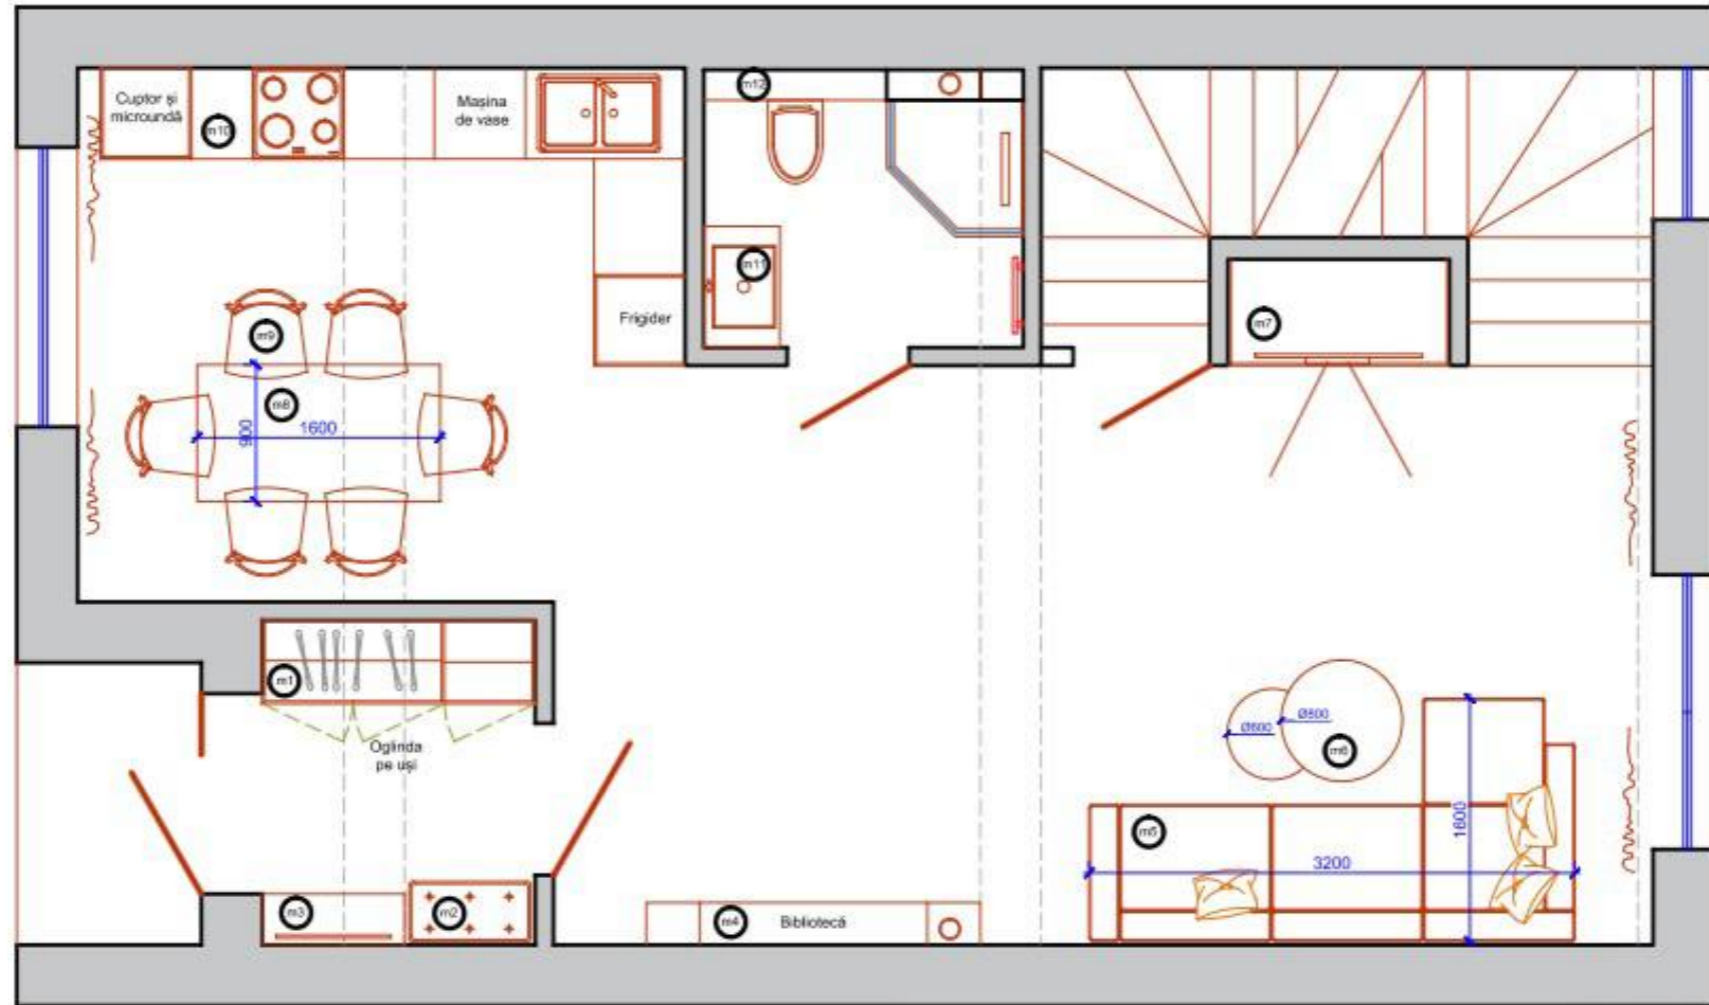 Cuptor și
microundă
m10
Mașina
de vase
m12
m11
Frigider
m7
m9
m8
900
1600
m1
Oglinda
pe uși
Ø600
Ø800
m6
m5
1600
3200
m3
m2
m4
Bibliotecă